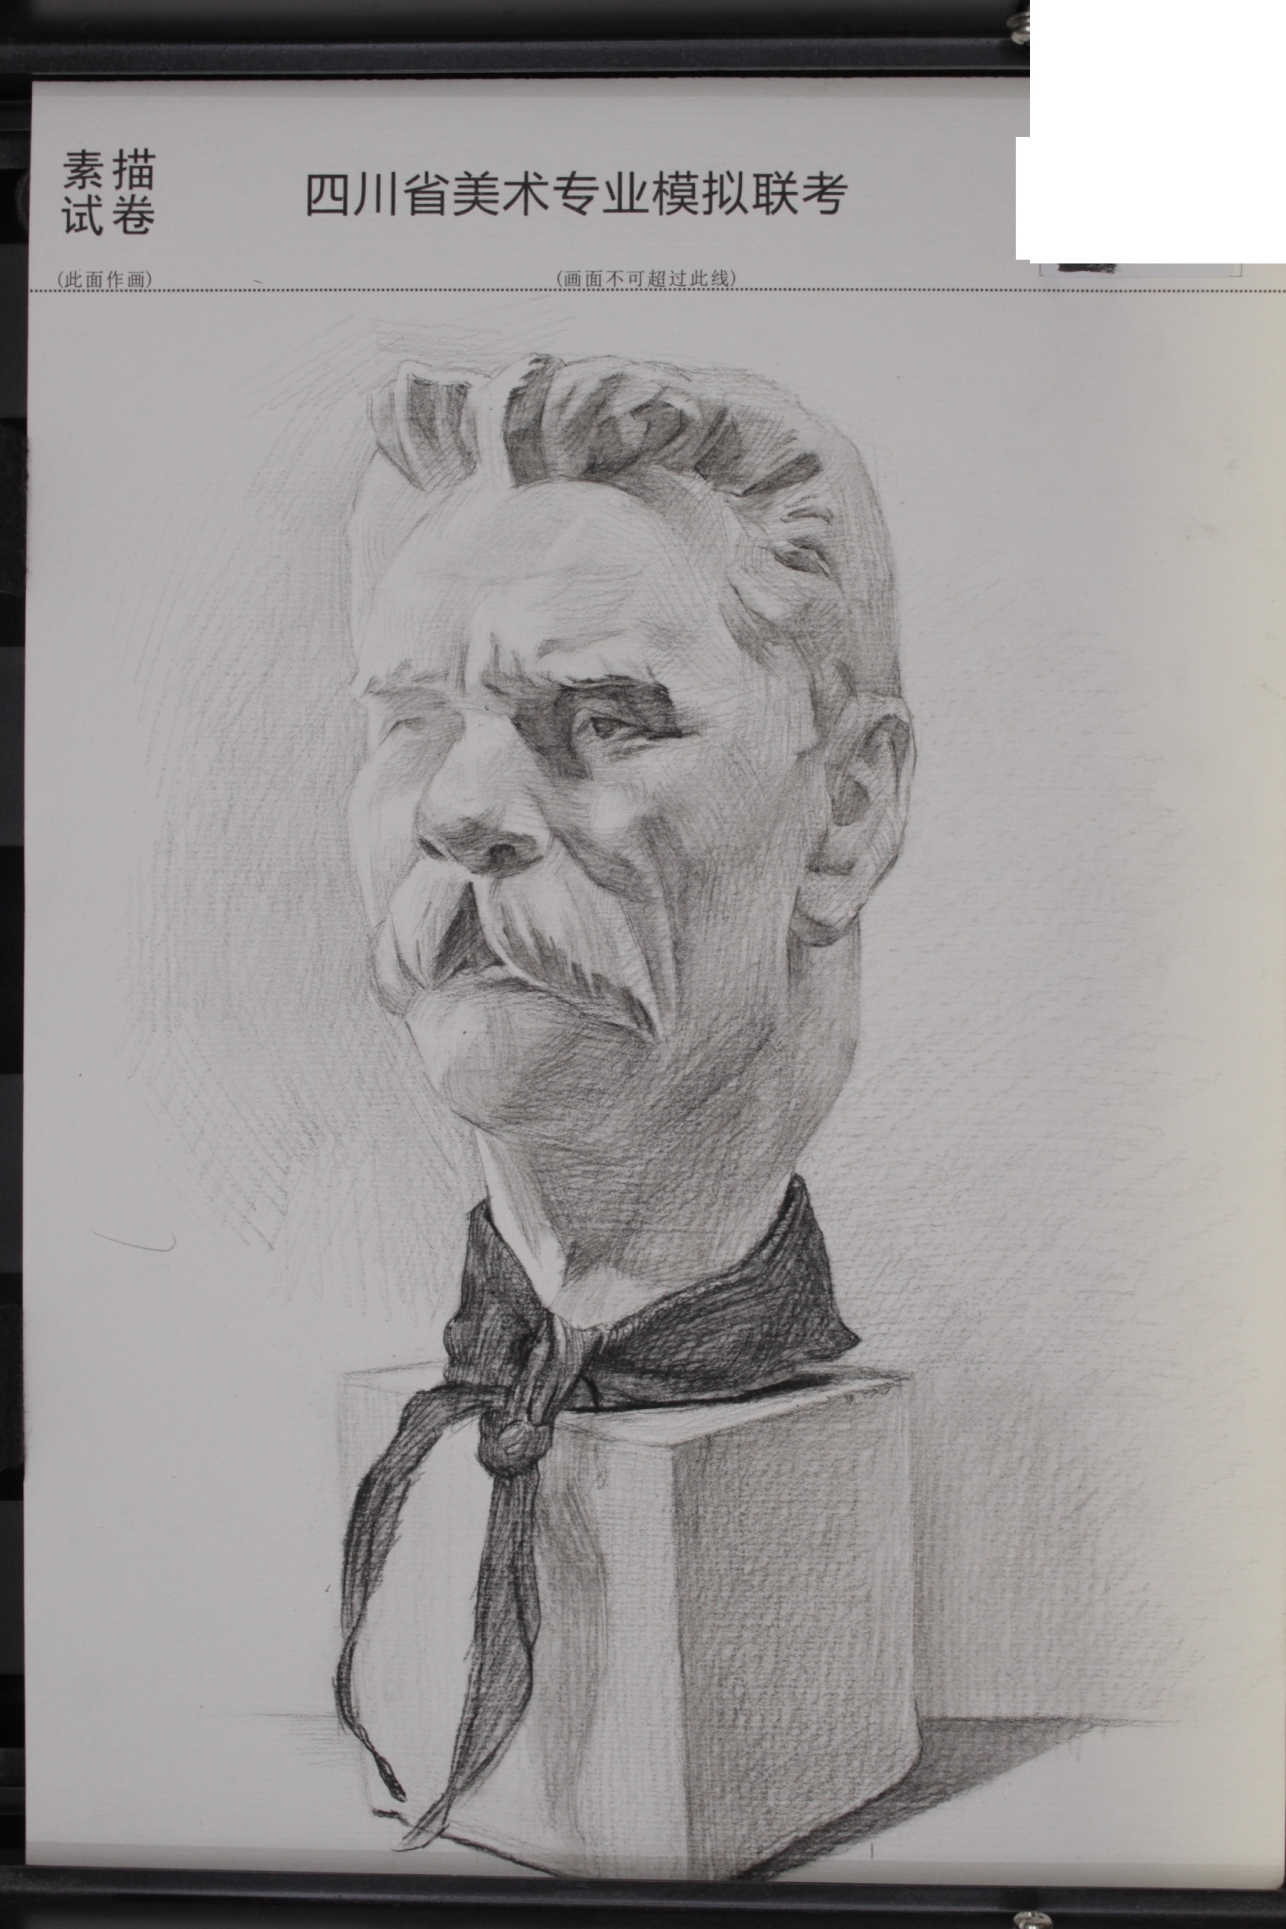 素描
试卷
四川省美术专业模拟联考
(此面作画)
(画面不可超过此线)